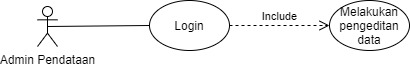 Login
Include
Melakukan
pengeditan
data
Admin Pendataan